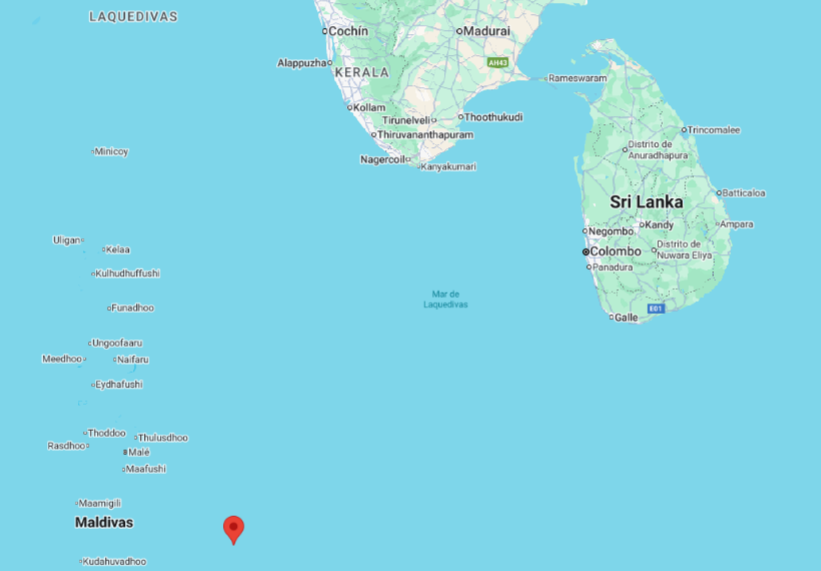 LAQUEDIVAS
Cochín
Madurai
Alappuzha
KERALA
AH43
Rameswaram
Kollam
Tirunelveli
Thoothukudi
Thiruvananthapuram
Trincomalee
Minicoy
Nagercoil
Kanyakumari
Distrito de
Anuradhapura
Batticaloa
Sri Lanka
Kandy
Ampara
Negombo
Uligan
Kelaa
Colombo
Distrito de
Nuwara Eliya
Panadura
Kulhudhuffushi
Mar de
Laquedivas
Funadhoo
E01
Galle
Ungoofaaru
Meedhoo
Naifaru
Eydhafushi
Thoddoo
Thulusdhoo
Rasdhoo
Malé
Maafushi
Maamigili
Maldivas
Kudahuvadhoo